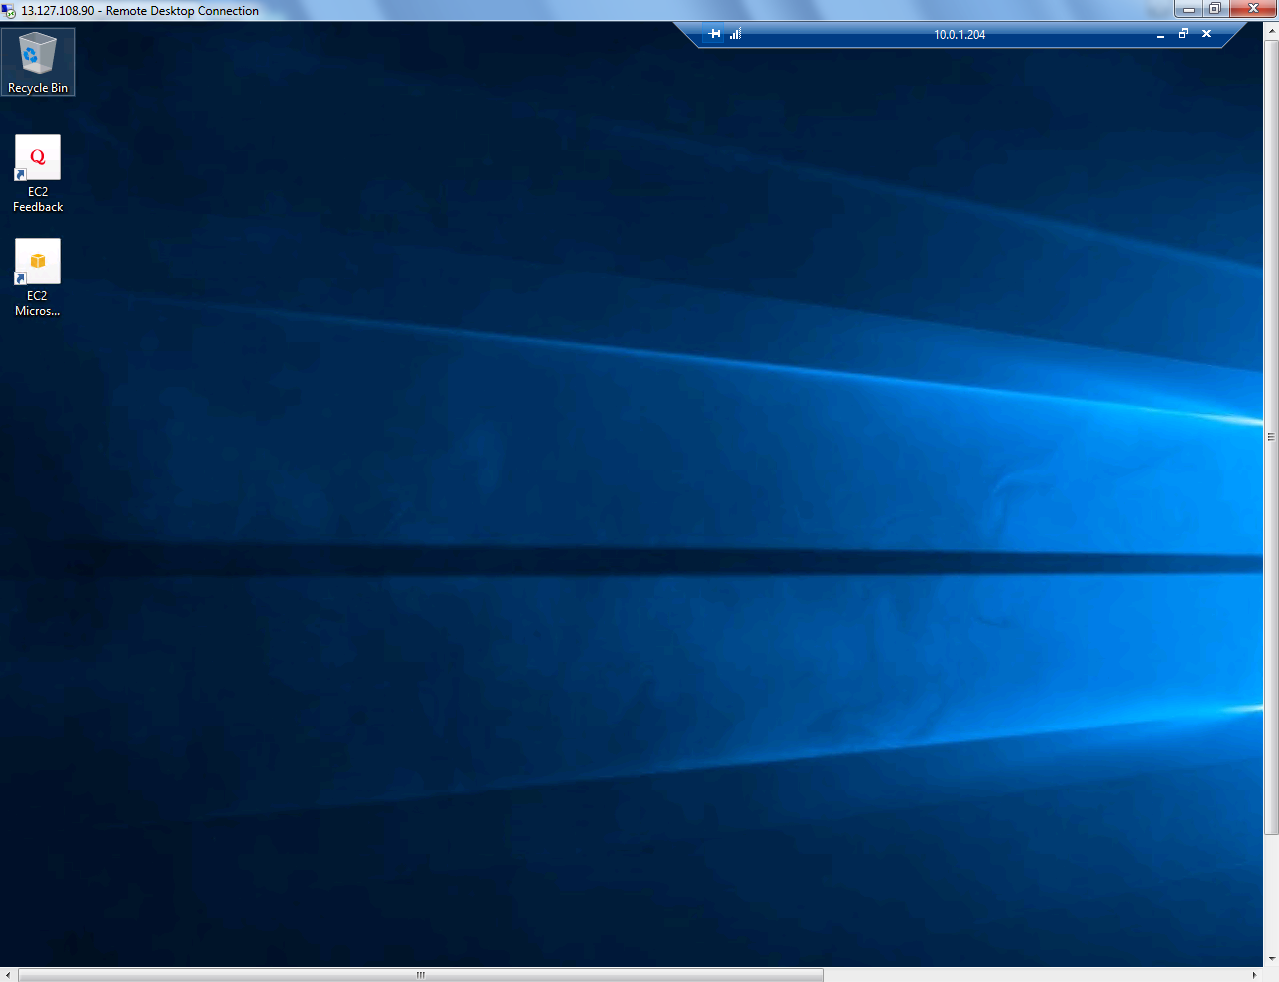 13.127.108.90 - Remote Desktop Connection
10.0.1.204
Recycle Bin
Q
EC2
Feedback
EC2
Micros...